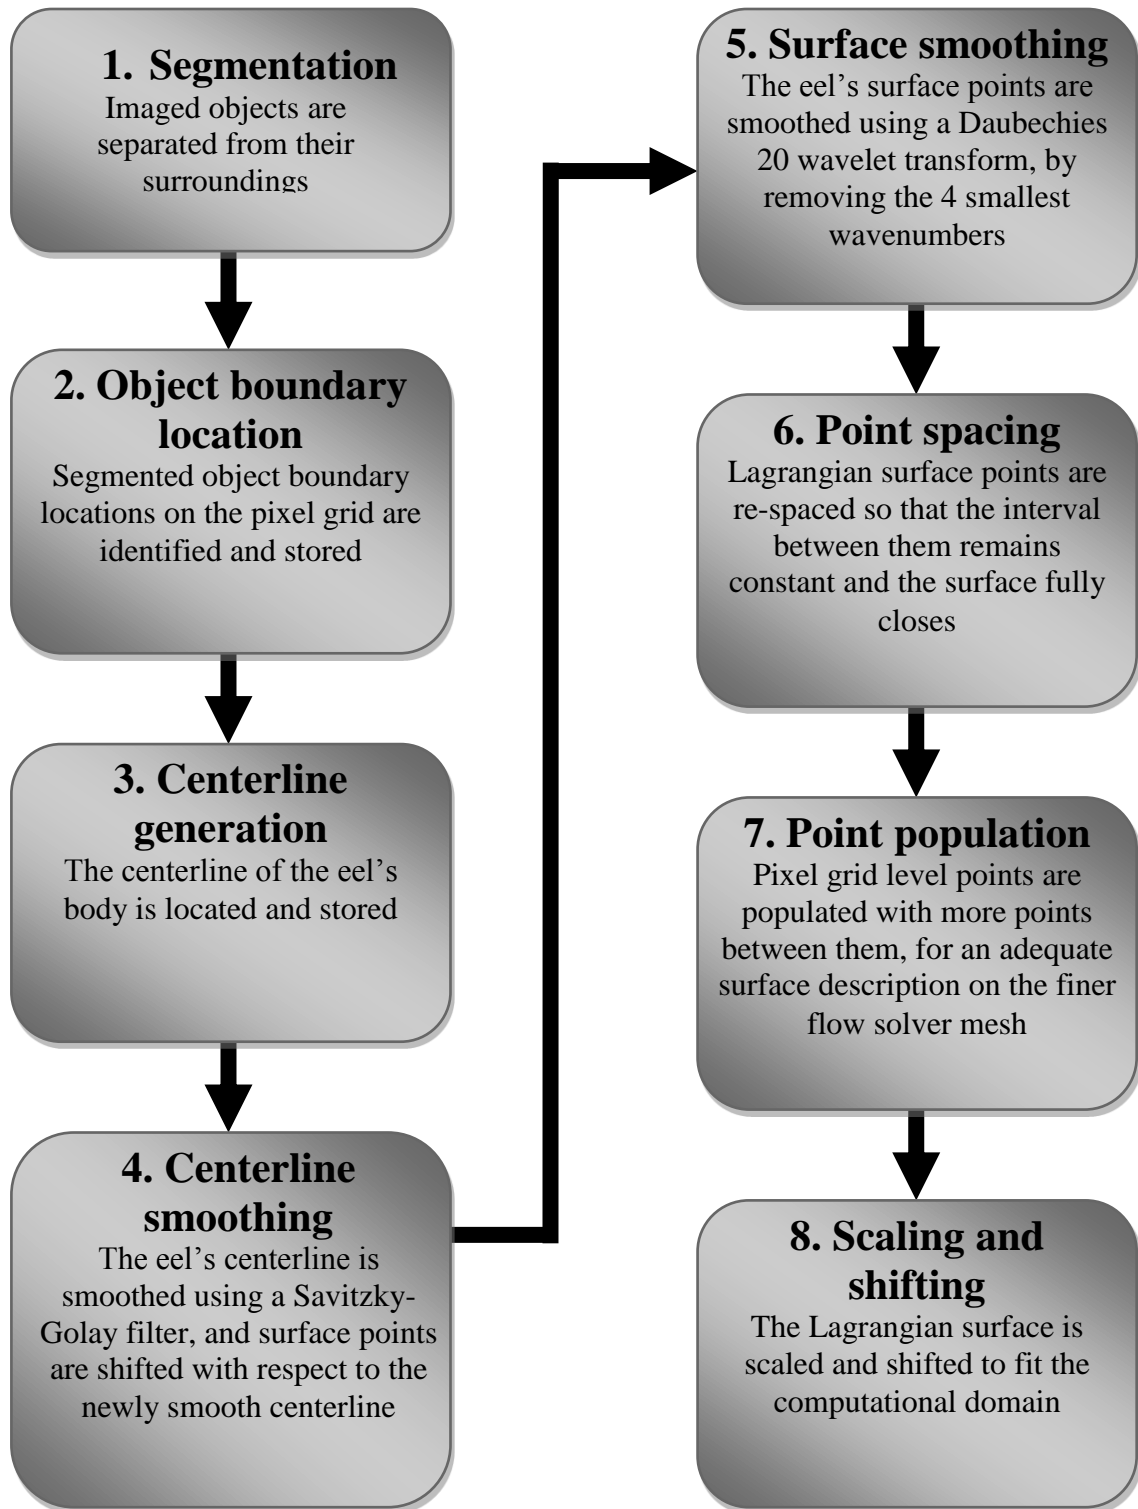 1. Segmentation
Imaged objects are
separated from their
surroundings
2. Object boundary
location
Segmented object boundary
locations on the pixel grid are
identified and stored
3. Centerline
generation
The centerline of the eel's
body is located and stored
4. Centerline
smoothing
The eel's centerline is
smoothed using a Savitzky-
Golay filter, and surface points
are shifted with respect to the
newly smooth centerline
5. Surface smoothing
The eel's surface points are
smoothed using a Daubechies
20 wavelet transform, by
removing the 4 smallest
wavenumbers
6. Point spacing
Lagrangian surface points are
re-spaced so that the interval
between them remains
constant and the surface fully
closes
7. Point population
Pixel grid level points are
populated with more points
between them, for an adequate
surface description on the finer
flow solver mesh
8. Scaling and
shifting
The Lagrangian surface is
scaled and shifted to fit the
computational domain